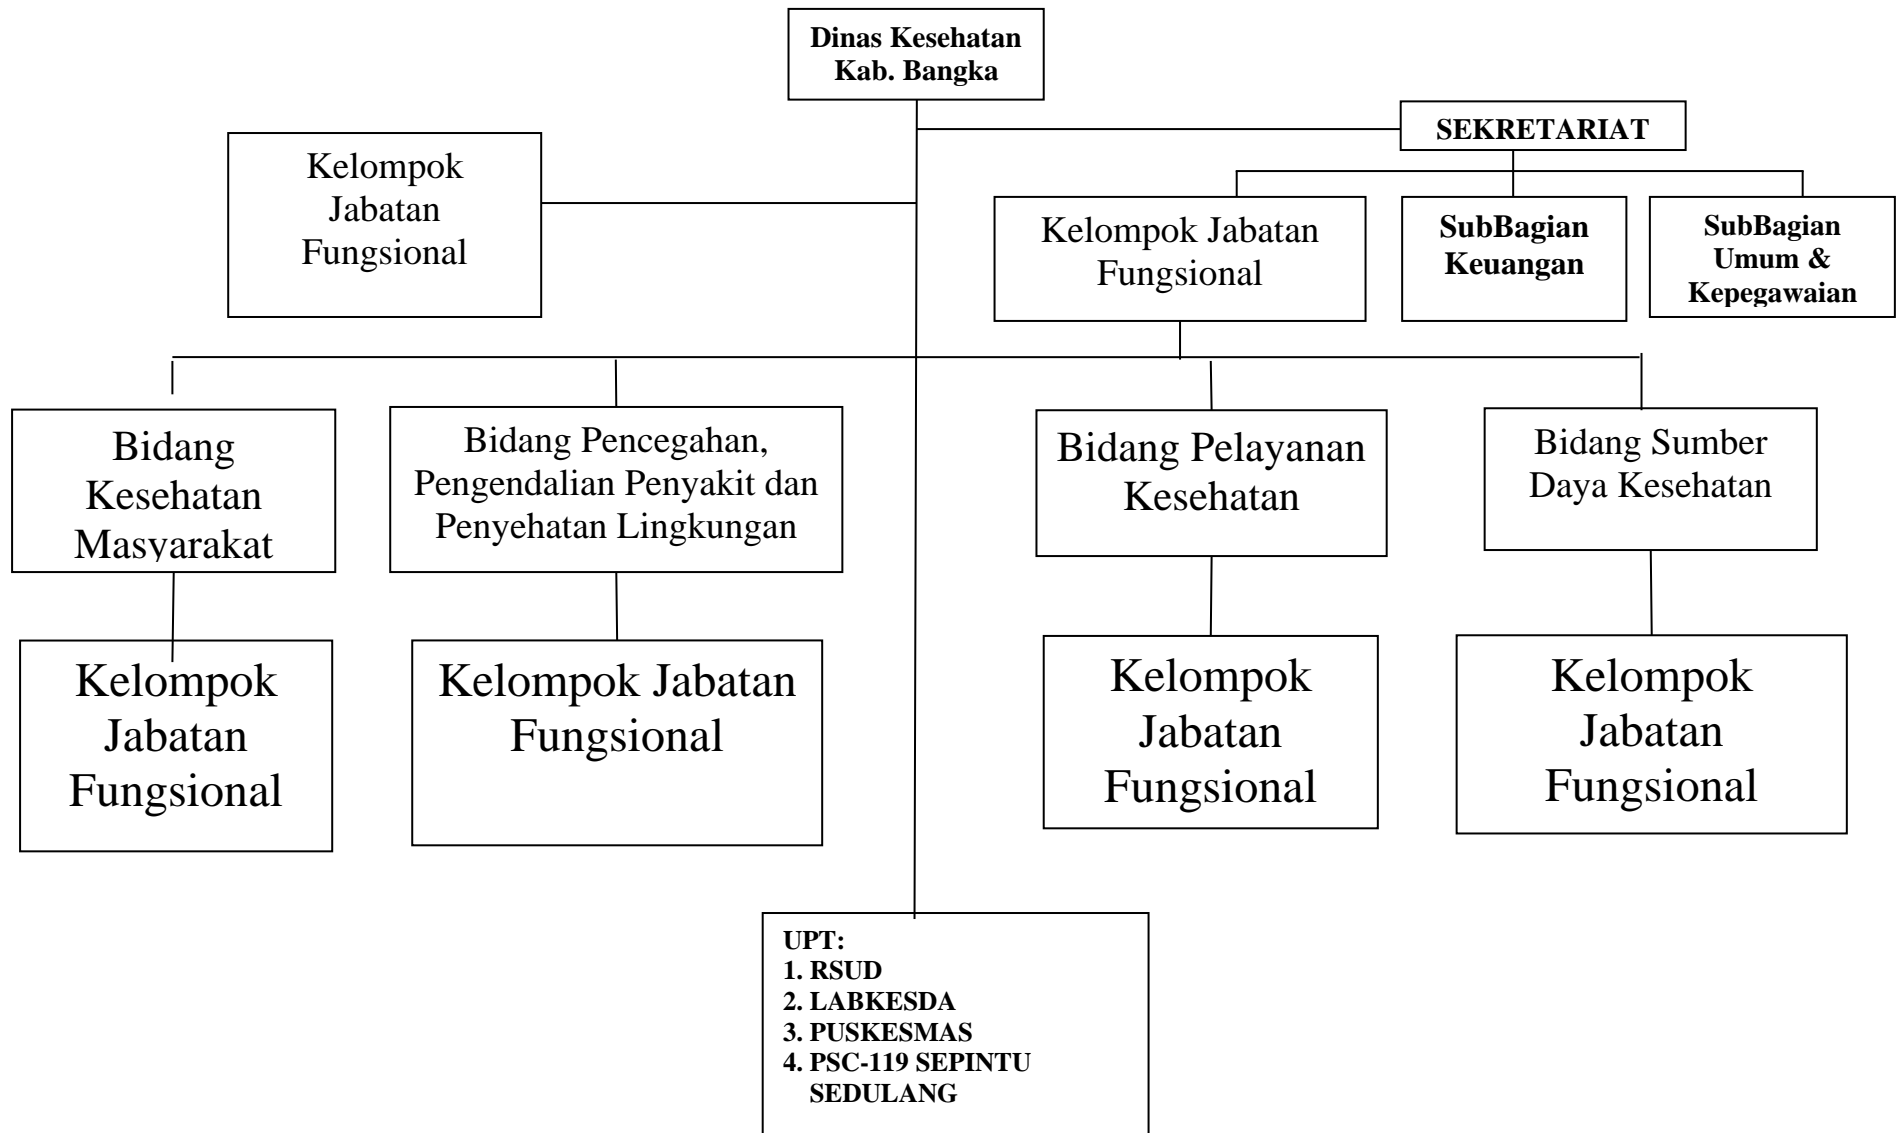 Dinas Kesehatan
Kab. Bangka
SEKRETARIAT
Kelompok
Jabatan
Fungsional
Kelompok Jabatan
Fungsional
SubBagian
Keuangan
SubBagian
Umum &
Kepegawaian
Bidang
Kesehatan
Masyarakat
Bidang Pencegahan,
Pengendalian Penyakit dan
Penyehatan Lingkungan
Bidang Pelayanan
Kesehatan
Bidang Sumber
Daya Kesehatan
Kelompok
Jabatan
Fungsional
Kelompok Jabatan
Fungsional
Kelompok
Jabatan
Fungsional
Kelompok
Jabatan
Fungsional
UPT:
1. RSUD
2. LABKESDA
3. PUSKESMAS
4. PSC-119 SEPINTU
SEDULANG